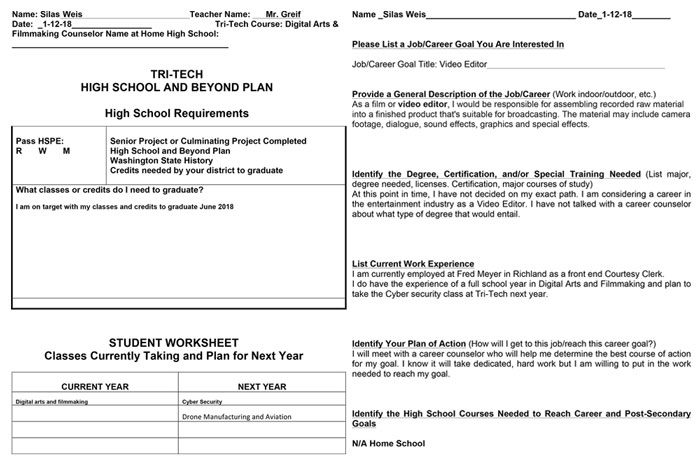 Name: Silas Weis Teacher Name: Mr. Greif
Date: _1-12-18 Tri-Tech Course: Digital Arts &
Filmmaking Counselor Name at Home High School:
TRI-TECH
HIGH SCHOOL AND BEYOND PLAN
High School Requirements
Pass HSPE:
R W M
Senior Project or Culminating Project Completed
High School and Beyond Plan
Washington State History
Credits needed by your district to graduate
What classes or credits do I need to graduate?
I am on target with my classes and credits to graduate June 2018
STUDENT WORKSHEET
Classes Currently Taking and Plan for Next Year
CURRENT YEAR NEXT YEAR
Digital arts and filmmaking Cyber Security
Drone Manufacturing and Aviation
Name _Silas Weis Date_1-12-18
Please List a Job/Career Goal You Are Interested In
Job/Career Goal Title: Video Editor
Provide a General Description of the Job/Career (Work indoor/outdoor, etc.)
As a film or video editor, I would be responsible for assembling recorded raw material
into a finished product that's suitable for broadcasting. The material may include camera
footage, dialogue, sound effects, graphics and special effects.
Identify the Degree, Certification, and/or Special Training Needed (List major,
degree needed, licenses. Certification, major courses of study)
At this point in time, I have not decided on my exact path. I am considering a career in
the entertainment industry as a Video Editor. I have not talked with a career counselor
about what type of degree that would entail.
List Current Work Experience
I am currently employed at Fred Meyer in Richland as a front end Courtesy Clerk.
I do have the experience of a full school year in Digital Arts and Filmmaking and plan to
take the Cyber security class at Tri-Tech next year.
Identify Your Plan of Action (How will I get to this job/reach this career goal?)
I will meet with a career counselor who will help me determine the best course of action
for my goal. I know it will take dedicated, hard work but I am willing to put in the work
needed to reach my goal.
Identify the High School Courses Needed to Reach Career and Post-Secondary
Goals
N/A Home School